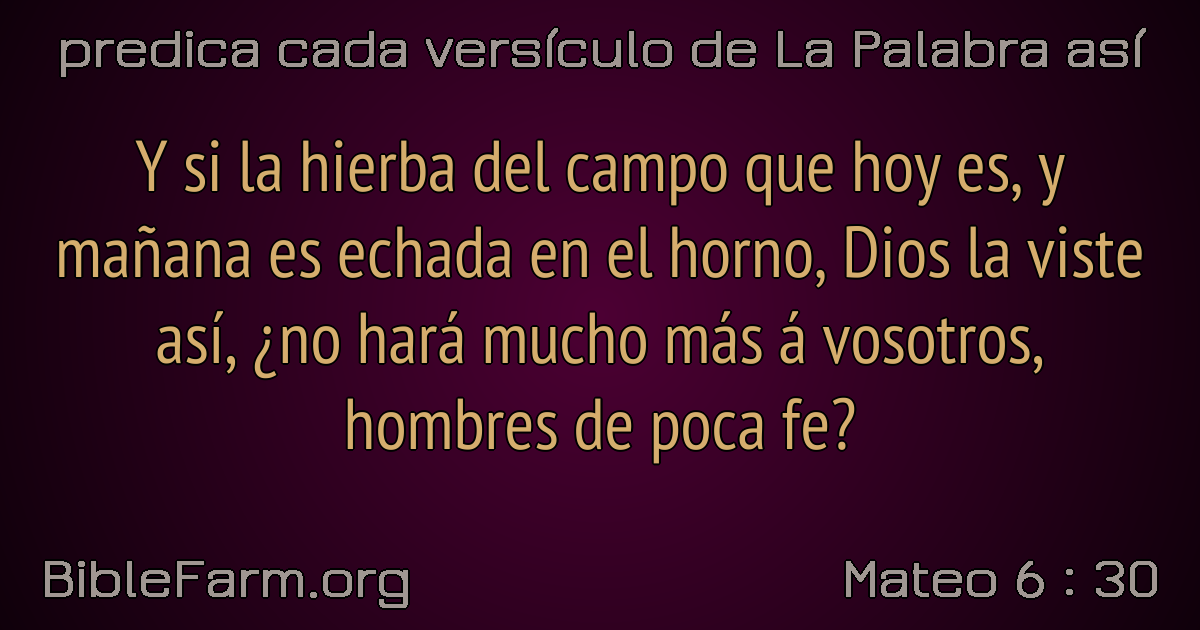 predica cada versículo de La Palabra así
Y si la hierba del campo que hoy es, y
mañana es echada en el horno, Dios la viste
así, ¿no hará mucho más á vosotros,
hombres de poca fe?
BibleFarm.org
Mateo 6 : 30